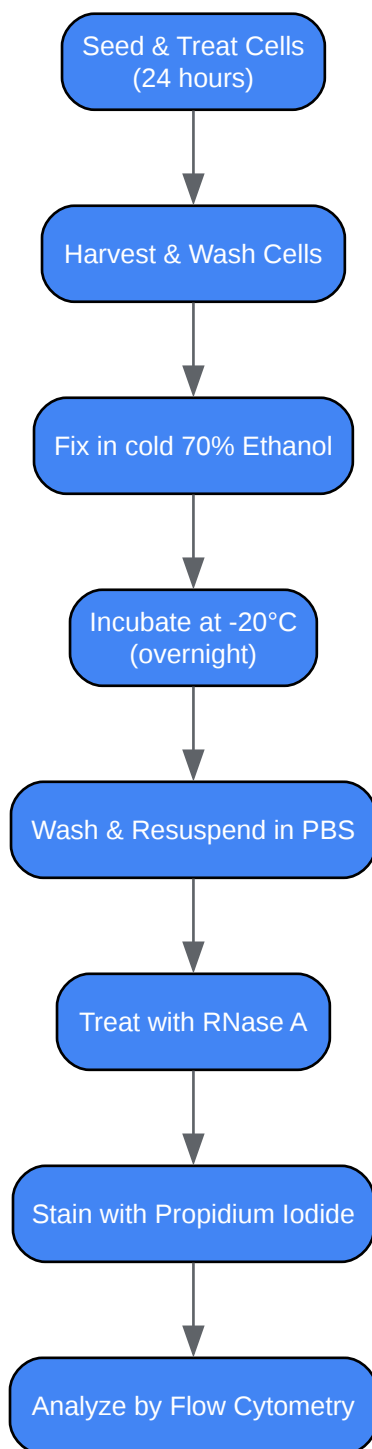 Seed & Treat Cells
(24 hours)
Harvest & Wash Cells
Fix in cold 70% Ethanol
Incubate at -20°C
(overnight)
Wash & Resuspend in PBS
Treat with RNase A
Stain with Propidium Iodide
Analyze by Flow Cytometry